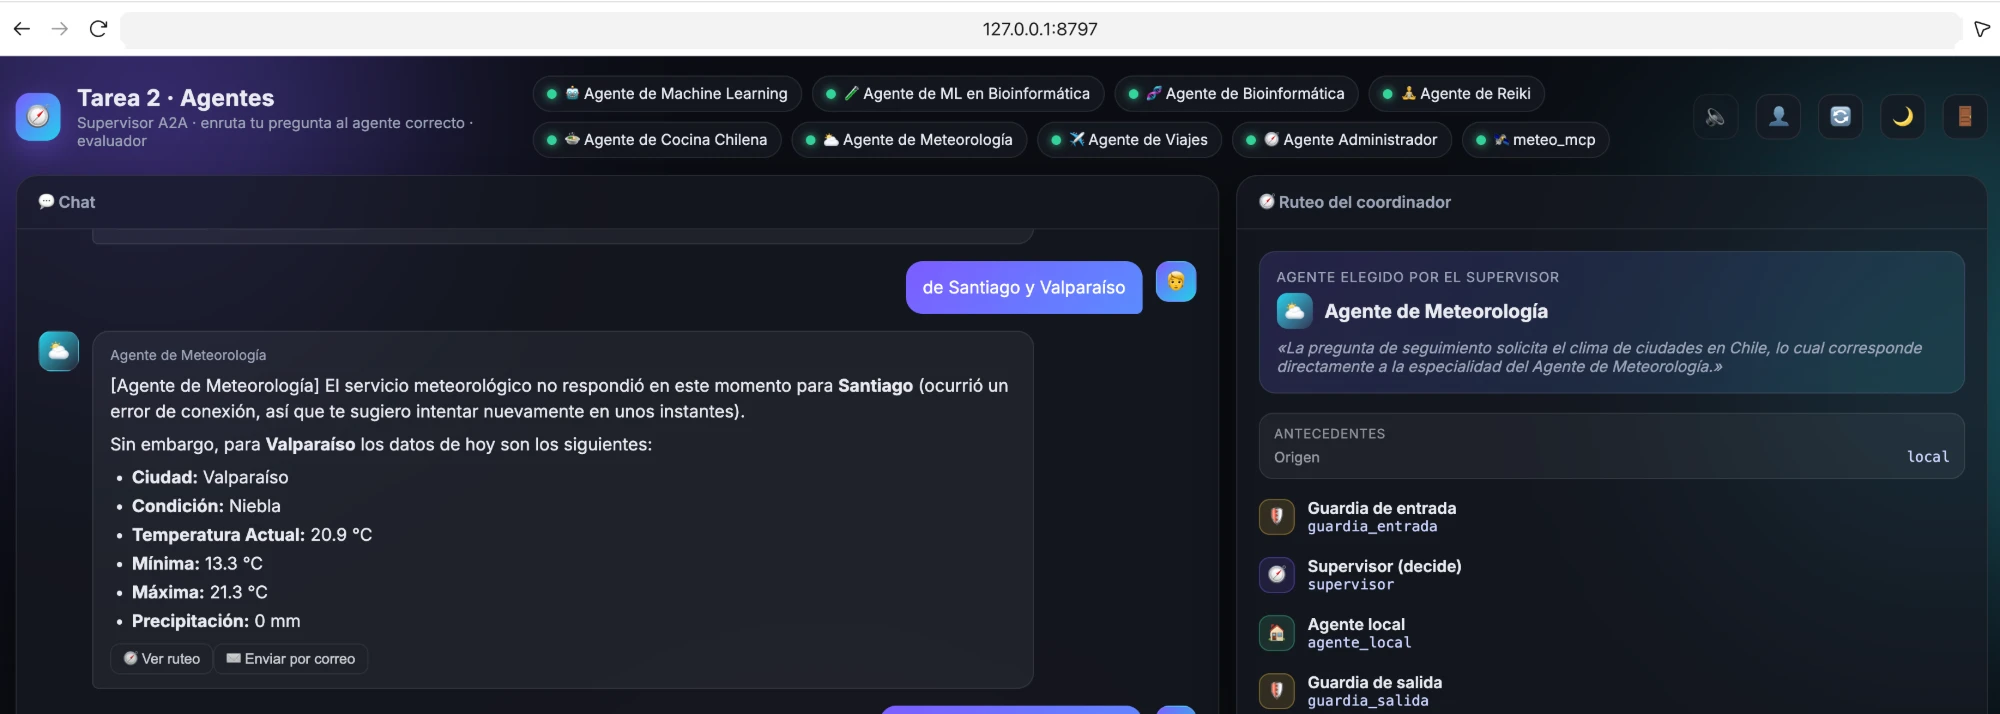 127.0.0.1:8797
Tarea 2 · Agentes
Supervisor A2A · enruta tu pregunta al agente correcto ·
evaluador
Agente de Machine Learning
Agente de ML en Bioinformática
Agente de Bioinformática
Agente de Reiki
Agente de Cocina Chilena
Agente de Meteorología
Agente de Viajes
Agente Administrador
meteo_mcp
Chat
de Santiago y Valparaíso
Agente de Meteorología
[Agente de Meteorología] El servicio meteorológico no respondió en este momento para Santiago (ocurrió un
error de conexión, así que te sugiero intentar nuevamente en unos instantes).
Sin embargo, para Valparaíso los datos de hoy son los siguientes:
• Ciudad: Valparaíso
• Condición: Niebla
• Temperatura Actual: 20.9 °C
• Mínima: 13.3 °C
• Máxima: 21.3 °C
• Precipitación: 0 mm
Ver ruteo
Enviar por correo
Ruteo del coordinador
AGENTE ELEGIDO POR EL SUPERVISOR
Agente de Meteorología
«La pregunta de seguimiento solicita el clima de ciudades en Chile, lo cual corresponde
directamente a la especialidad del Agente de Meteorología.»
ANTECEDENTES
Origen local
Guardia de entrada
guardia_entrada
Supervisor (decide)
supervisor
Agente local
agente_local
Guardia de salida
guardia_salida